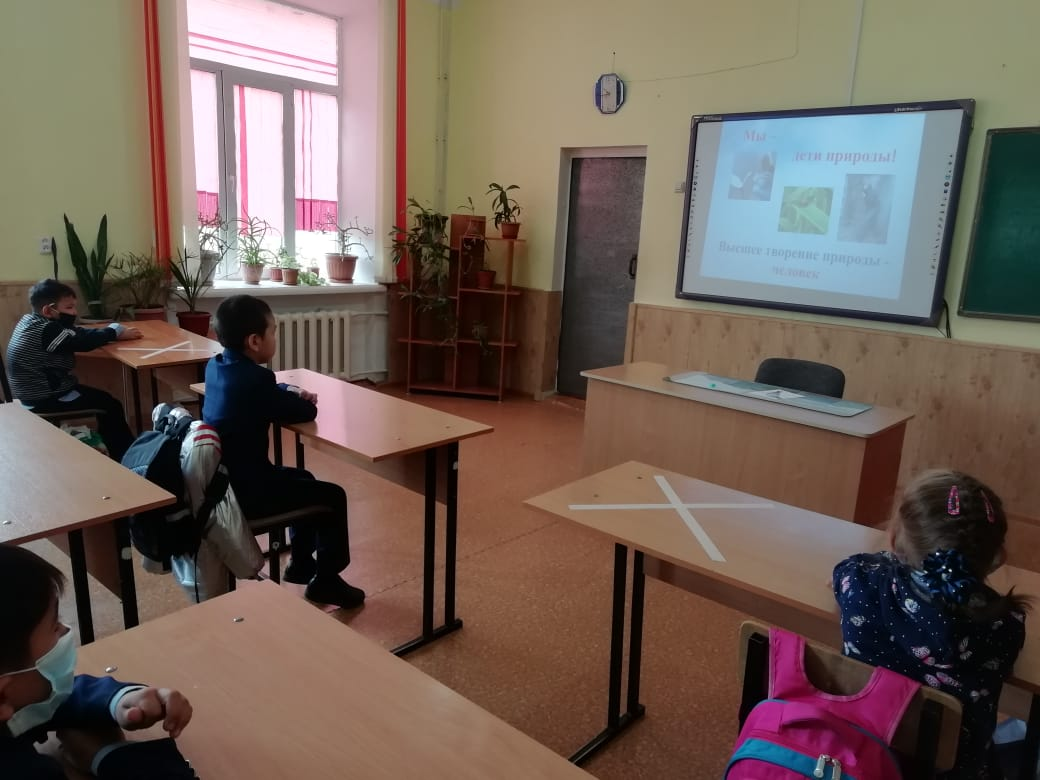 Мы -
дети природы!
Высшее творение природы -
человек